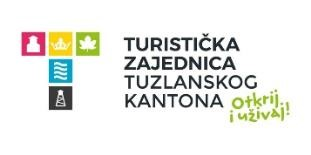 TURISTIČKA
ZAJEDNICA
TUZLANSKOG
KANTONA
Otkrij
i uživaj!